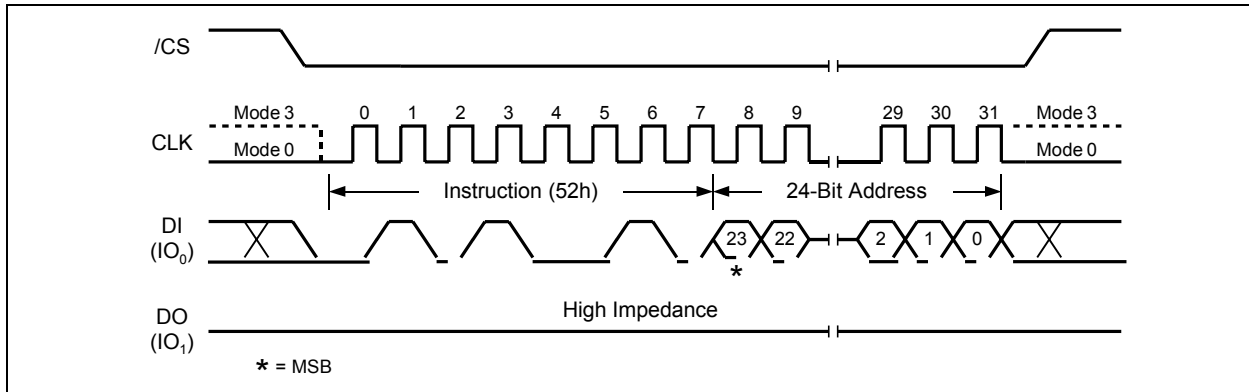 /CS
Mode 3 0 1 2 3 4 5 6 7 8 9 29 30 31 Mode 3
CLK
Mode 0 Mode 0
Instruction (52h) 24-Bit Address
DI
(IO₀)
23 22 2 1 0
*
High Impedance
DO
(IO₁)
* = MSB